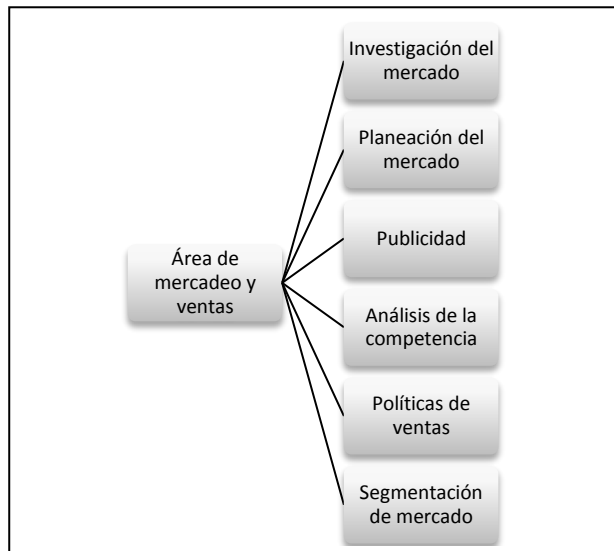 Investigación del
mercado
Planeación del
mercado
Publicidad
Área de
mercadeo y
ventas
Análisis de la
competencia
Políticas de
ventas
Segmentación
de mercado